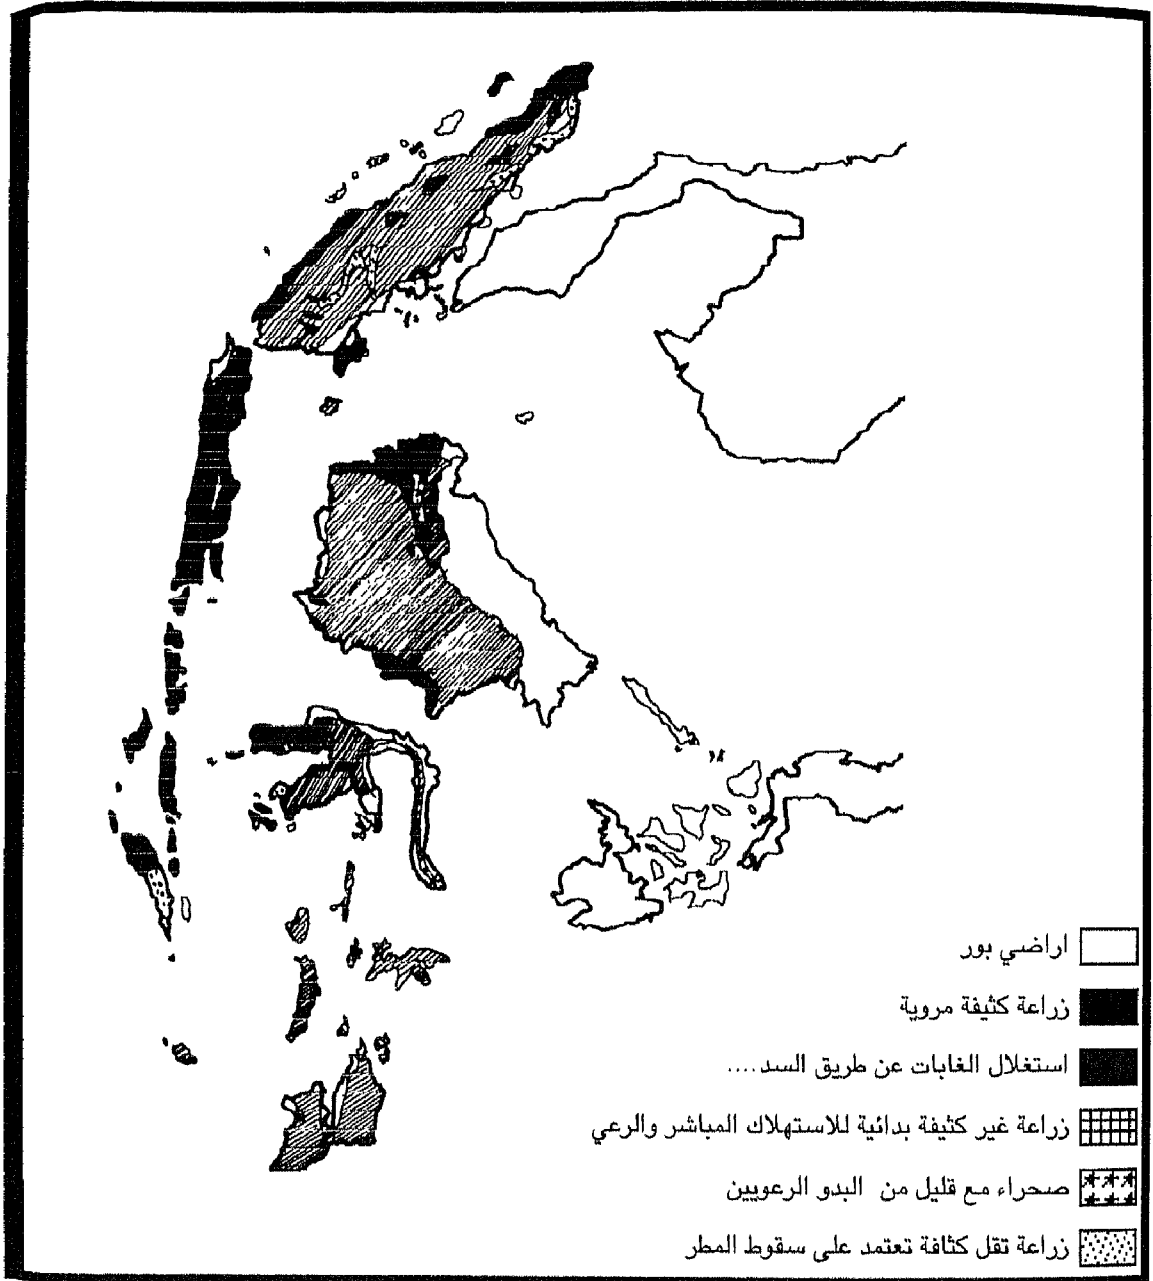 اراضي بور
زراعة كثيفة مروية
استغلال الغابات عن طريق السد....
زراعة غير كثيفة بدائية للاستهلاك المباشر والرعي
صحراء مع قليل من البدو الرعويين
زراعة تقل كثافة تعتمد على سقوط المطر